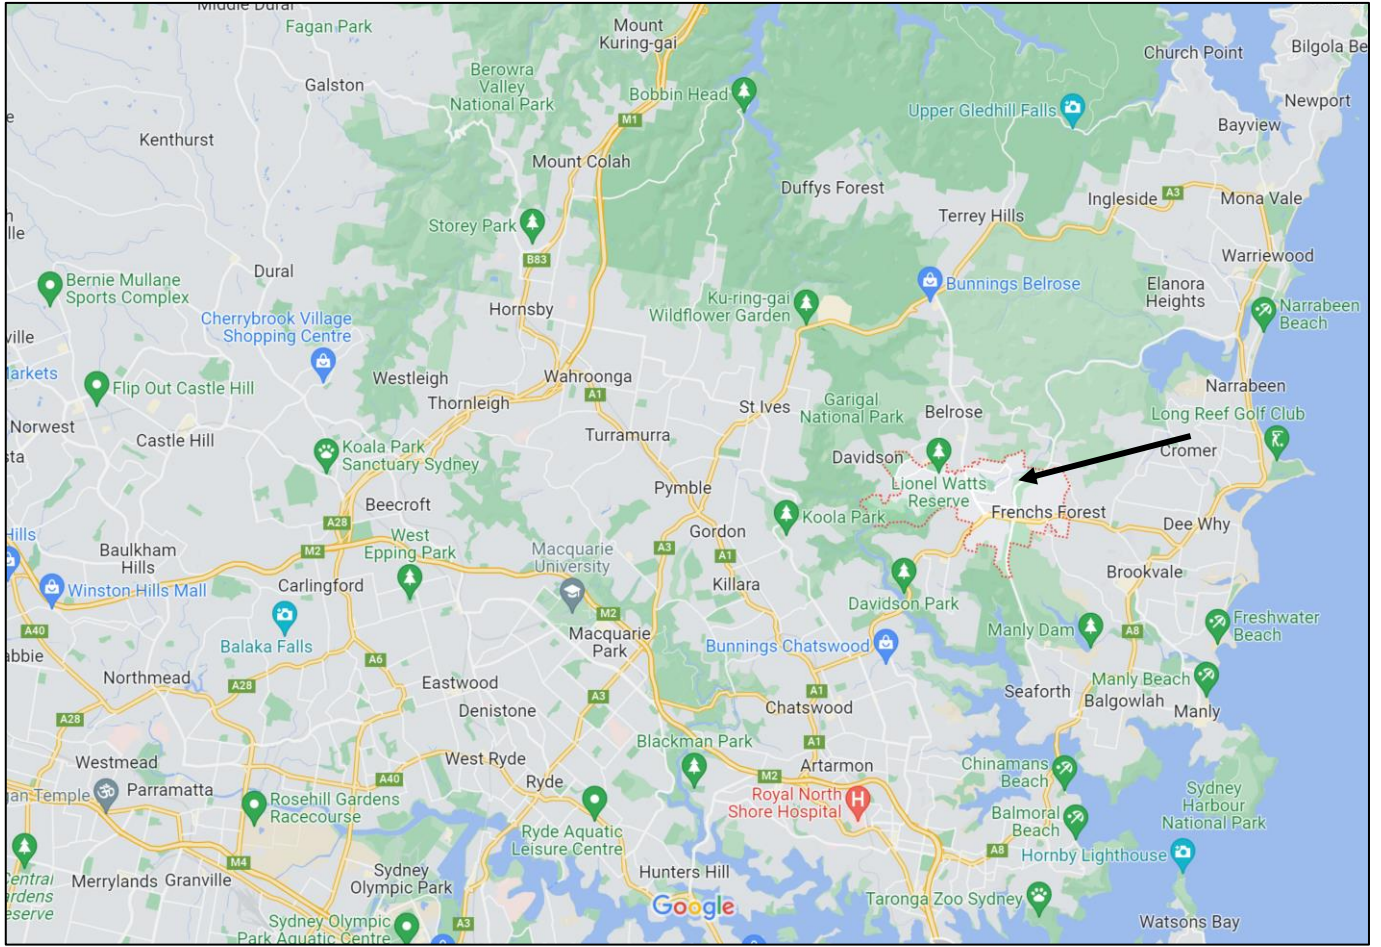 Middle Dural
Fagan Park
Mount
Kuring-gai
Church Point
Bilgola Be
Galston
Berowra
Valley
National Park
Bobbin Head
Upper Gledhill Falls
Newport
Bayview
M1
Kenthurst
Mount Colah
Duffys Forest
Ingleside
A3
Mona Vale
Terrey Hills
Storey Park
lle
B83
Warriewood
Dural
Bernie Mullane
Sports Complex
Bunnings Belrose
Elanora
Heights
Ku-ring-gai
Wildflower Garden
Hornsby
Narrabeen
Beach
Cherrybrook Village
Shopping Centre
ville
arkets
Flip Out Castle Hill
Westleigh
Wahroonga
A1
Narrabeen
Thornleigh
St Ives
Garigal
National Park
Belrose
Long Reef Golf Club
Norwest
Castle Hill
Turramurra
Koala Park
Sanctuary Sydney
Davidson
Cromer
sta
Pymble
Lionel Watts
Reserve
Beecroft
Koola Park
Frenchs Forest
Dee Why
A28
West
Epping Park
Gordon
Hills
Baulkham
Hills
M2
Macquarie
University
A3
A1
Winston Hills Mall
Carlingford
Killara
Brookvale
Davidson Park
M2
Freshwater
Beach
A40
Balaka Falls
Macquarie
Park
Bunnings Chatswood
Manly Dam
A8
abbie
A6
Northmead
A28
Eastwood
A3
A1
Seaforth
Manly Beach
Balgowlah
Manly
A28
Denistone
Chatswood
Blackman Park
A1
Westmead
West Ryde
Artarmon
Chinamans
Beach
A40
Ryde
M2
gan Temple
Parramatta
Rosehill Gardens
Racecourse
Royal North
Shore Hospital
H
Sydney
Harbour
National Park
Balmoral
Beach
Ryde Aquatic
Leisure Centre
A8
Hornby Lighthouse
M4
Central
ardens
eserve
Merrylands
Granville
Sydney
Olympic Park
Hunters Hill
Taronga Zoo Sydney
Google
Sydney Olympic
Park Aquatic Centre
A3
Watsons Bay